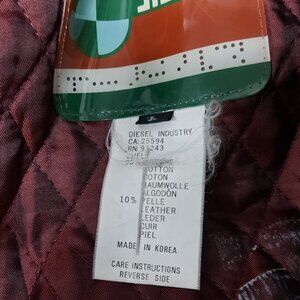 DIESEL INDUSTRY
CA: 25594
RN: 93243
COTTON
COTON
BAUMWOLLE
ALGODÓN
10% PELLE
LEATHER
LEDER
CUIR
PIEL
MADE IN KOREA
CARE INSTRUCTIONS
REVERSE SIDE